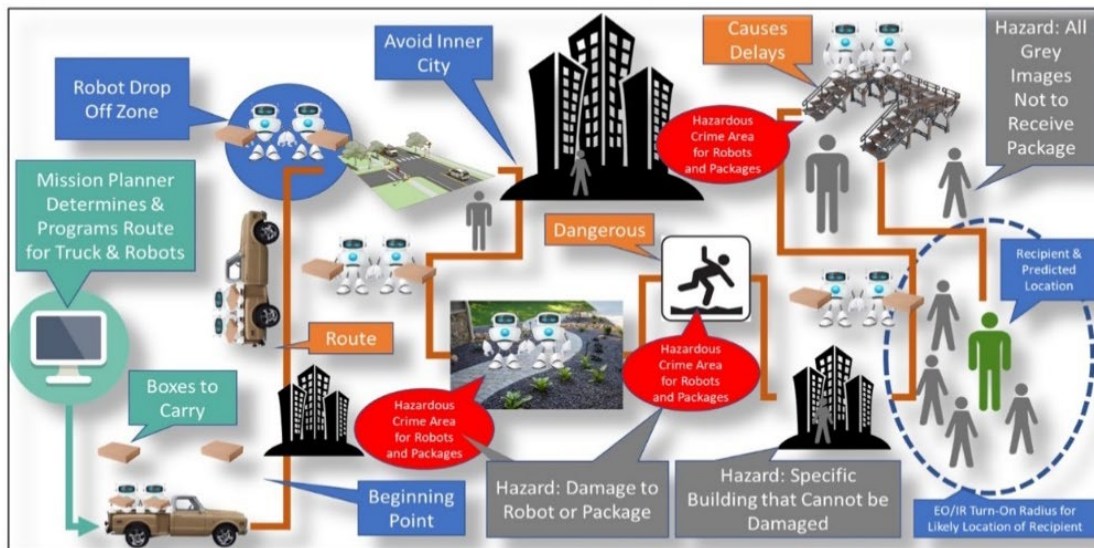 Robot Drop
Off Zone
Avoid Inner
City
Causes
Delays
Hazard: All
Grey
Images
Not to
Receive
Package
Hazardous
Crime Area
for Robots
and Packages
Mission Planner
Determines &
Programs Route
for Truck & Robots
Dangerous
Recipient &
Predicted
Location
Route
Boxes to
Carry
Hazardous
Crime Area
for Robots
and Packages
Hazardous
Crime Area
for Robots
and Packages
Beginning
Point
Hazard: Damage to
Robot or Package
Hazard: Specific
Building that Cannot be
Damaged
EO/IR Turn-On Radius for
Likely Location of Recipient